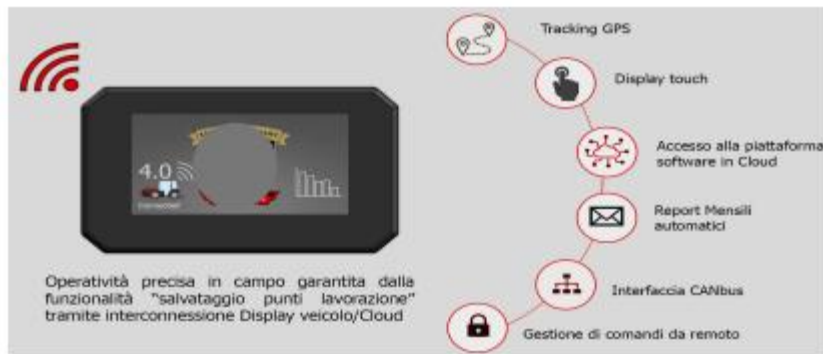 4.0
Operatività precisa in campo garantita dalla
funzionalità "salvataggio punti lavorazione"
tramite interconnessione Display veicolo/Cloud
Tracking GPS
Display touch
Accesso alla piattaforma
software in Cloud
Report Mensili
automatici
Interfaccia CANbus
Gestione di comandi da remoto